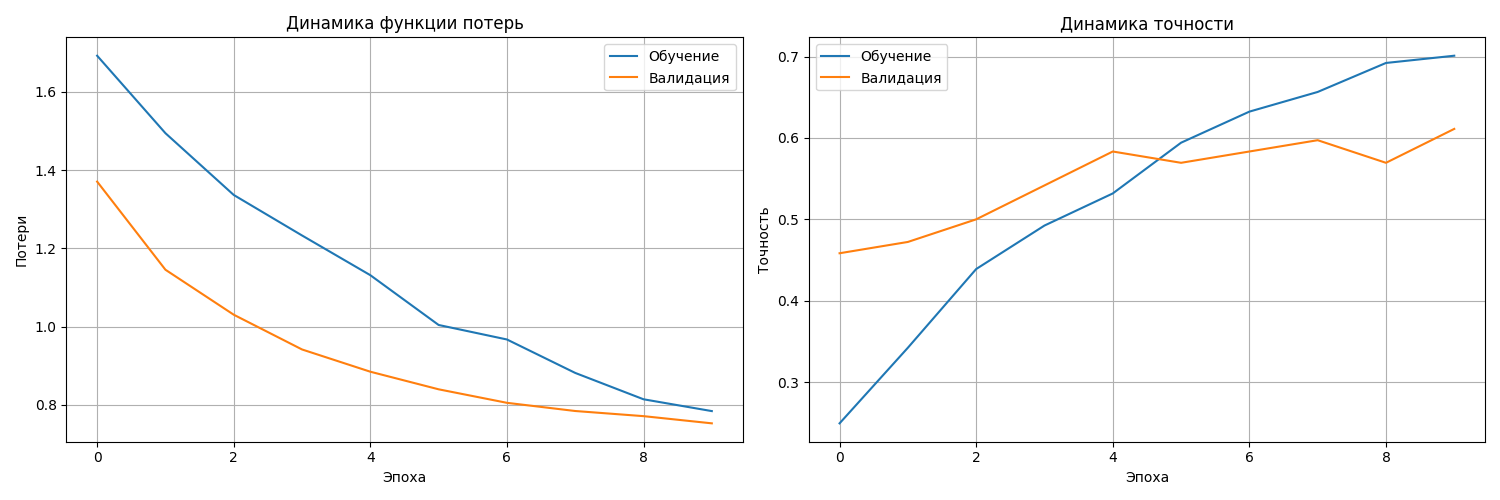 Динамика функции потерь
Обучение
Валидация
1.6
1.4
1.2
1.0
0.8
Потери
0 2 4 6 8
Эпоха
Динамика точности
Обучение
Валидация
0.7
0.6
0.5
0.4
0.3
Точность
0 2 4 6 8
Эпоха